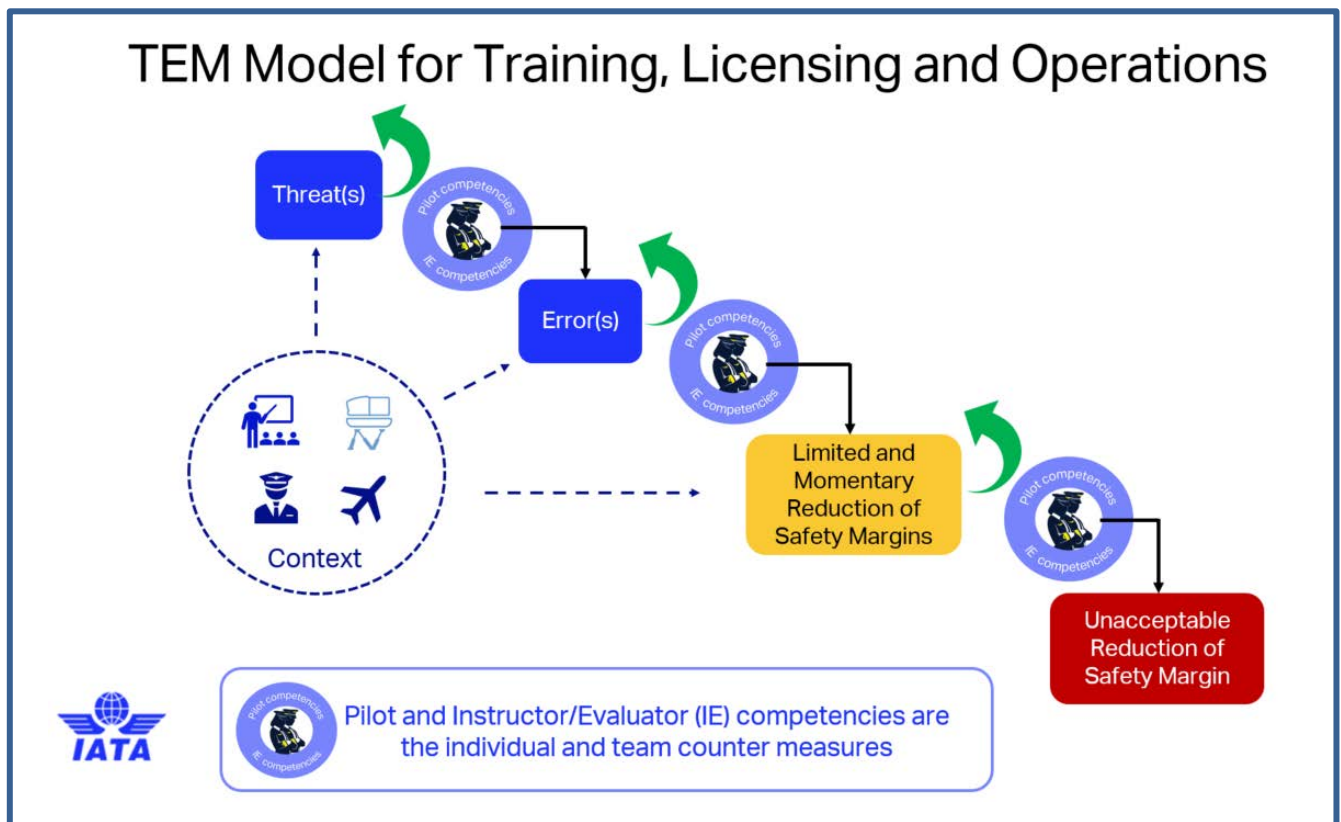 TEM Model for Training, Licensing and Operations
Threat(s)
Pilot competencies
IE competencies
Error(s)
Pilot competencies
IE competencies
Limited and
Momentary
Reduction of
Safety Margins
Pilot competencies
IE competencies
Context
Unacceptable
Reduction of
Safety Margin
IATA
Pilot competencies
IE competencies
Pilot and Instructor/Evaluator (IE) competencies are
the individual and team counter measures